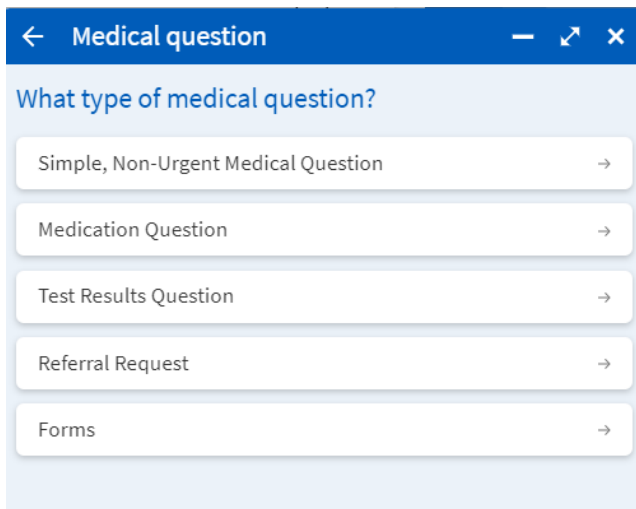 Medical question
What type of medical question?
Simple, Non-Urgent Medical Question
Medication Question
Test Results Question
Referral Request
Forms